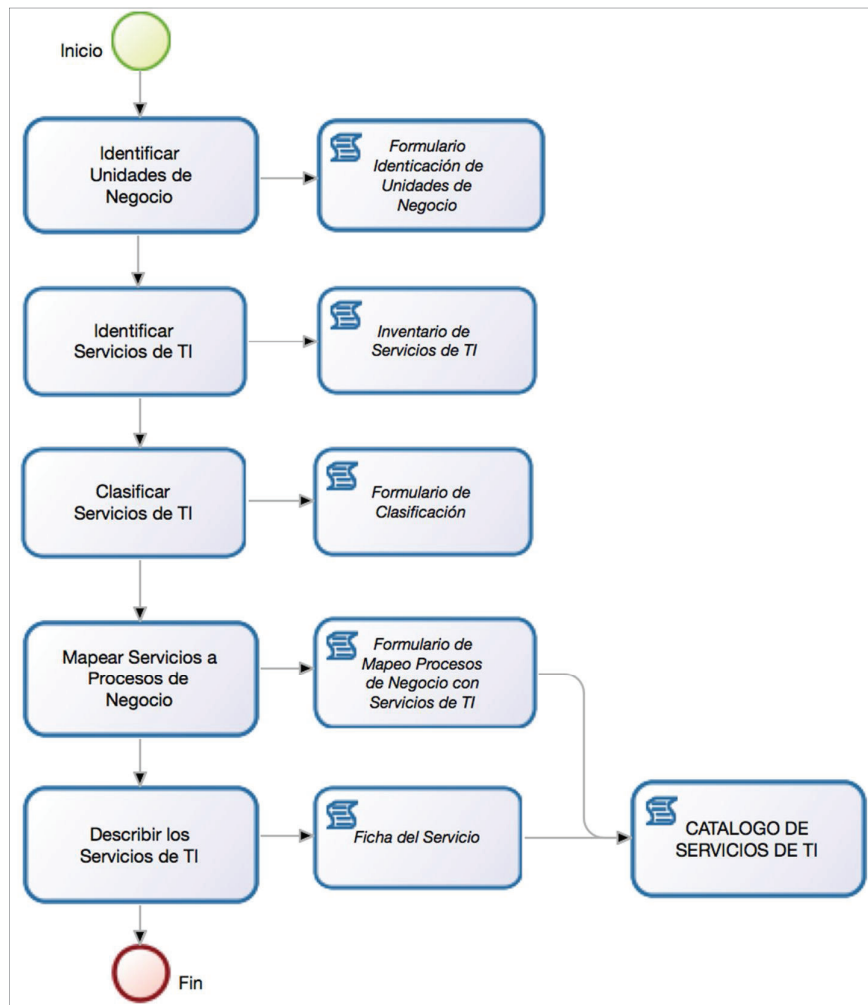 Inicio
Identificar
Unidades de
Negocio
Formulario
Identicación de
Unidades de
Negocio
Identificar
Servicios de TI
Inventario de
Servicios de TI
Clasificar
Servicios de TI
Formulario de
Clasificación
Mapear Servicios a
Procesos de
Negocio
Formulario de
Mapeo Procesos
de Negocio con
Servicios de TI
Describir los
Servicios de TI
Ficha del Servicio
CATALOGO DE
SERVICIOS DE TI
Fin